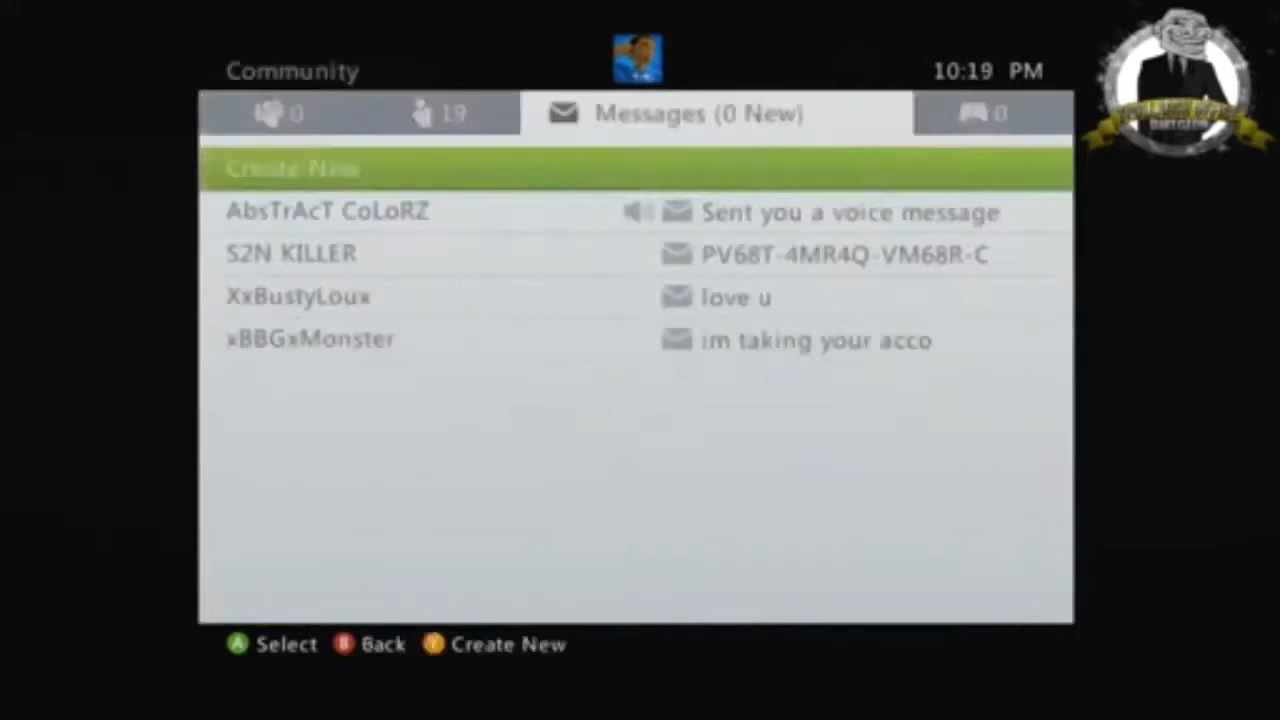 Community
10:19 PM
0
19
Messages (0 New)
0
Create New
AbsTrAcT CoLoRZ Sent you a voice message
S2N KILLER PV68T-4MR4Q-VM68R-C
XxBustyLoux love u
xBBGxMonster im taking your acco
A Select B Back Y Create New